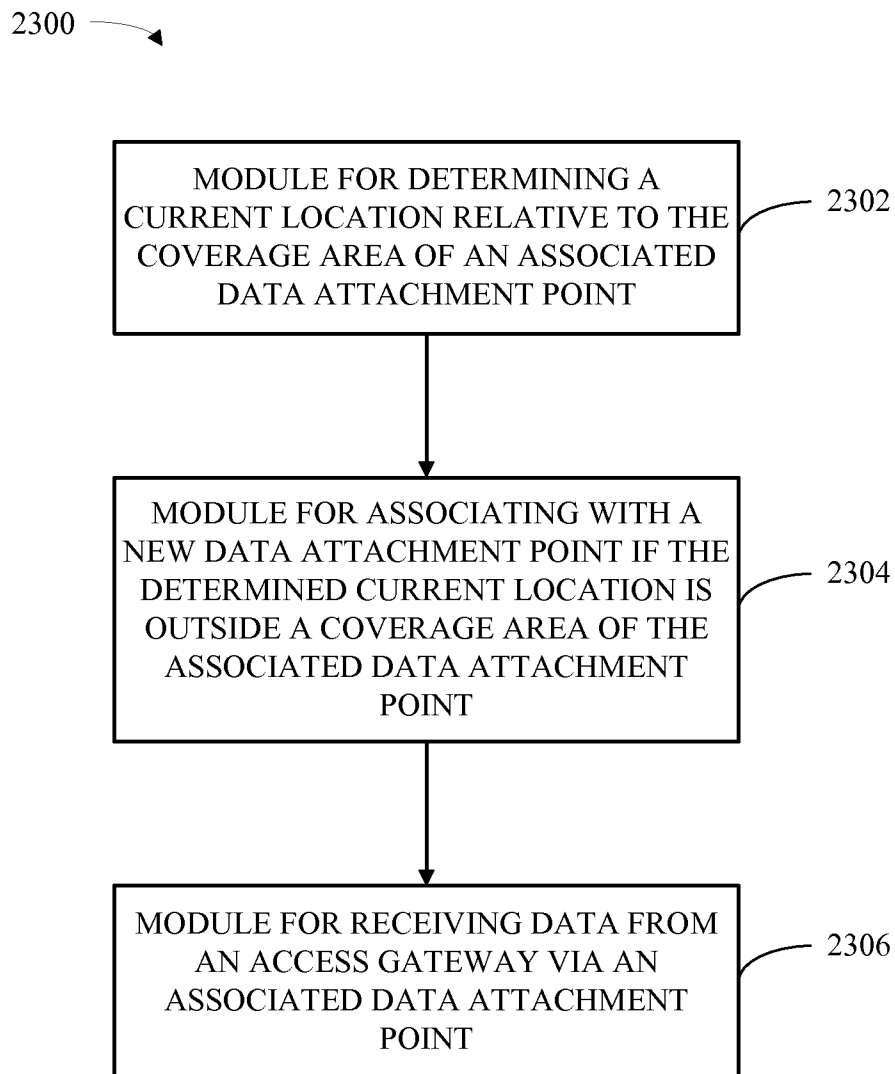 2300
MODULE FOR DETERMINING A
CURRENT LOCATION RELATIVE TO THE
COVERAGE AREA OF AN ASSOCIATED
DATA ATTACHMENT POINT
2302
MODULE FOR ASSOCIATING WITH A
NEW DATA ATTACHMENT POINT IF THE
DETERMINED CURRENT LOCATION IS
OUTSIDE A COVERAGE AREA OF THE
ASSOCIATED DATA ATTACHMENT
POINT
2304
MODULE FOR RECEIVING DATA FROM
AN ACCESS GATEWAY VIA AN
ASSOCIATED DATA ATTACHMENT
POINT
2306